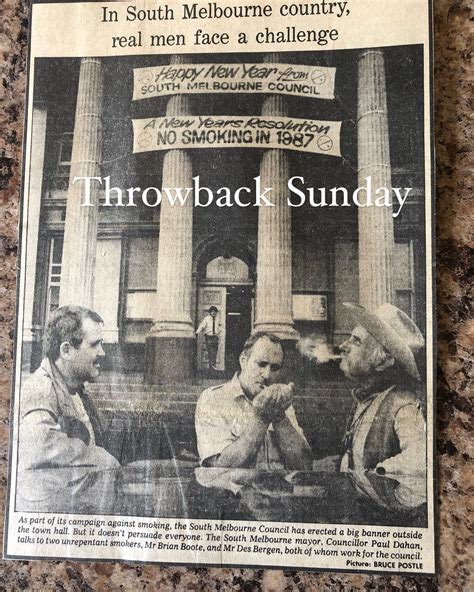 In South Melbourne country,
real men face a challenge
Happy New Year from
SOUTH MELBOURNE COUNCIL
A New Years Resolution
NO SMOKING IN 1987
Throwback Sunday
As part of its campaign against smoking, the South Melbourne Council has erected a big banner outside
the town hall. But it doesn't persuade everyone. The South Melbourne mayor, Councillor Paul Dahan,
talks to two unrepentant smokers, Mr Brian Boote, and Mr Des Bergen, both of whom work for the council.
Picture: BRUCE POSTLE